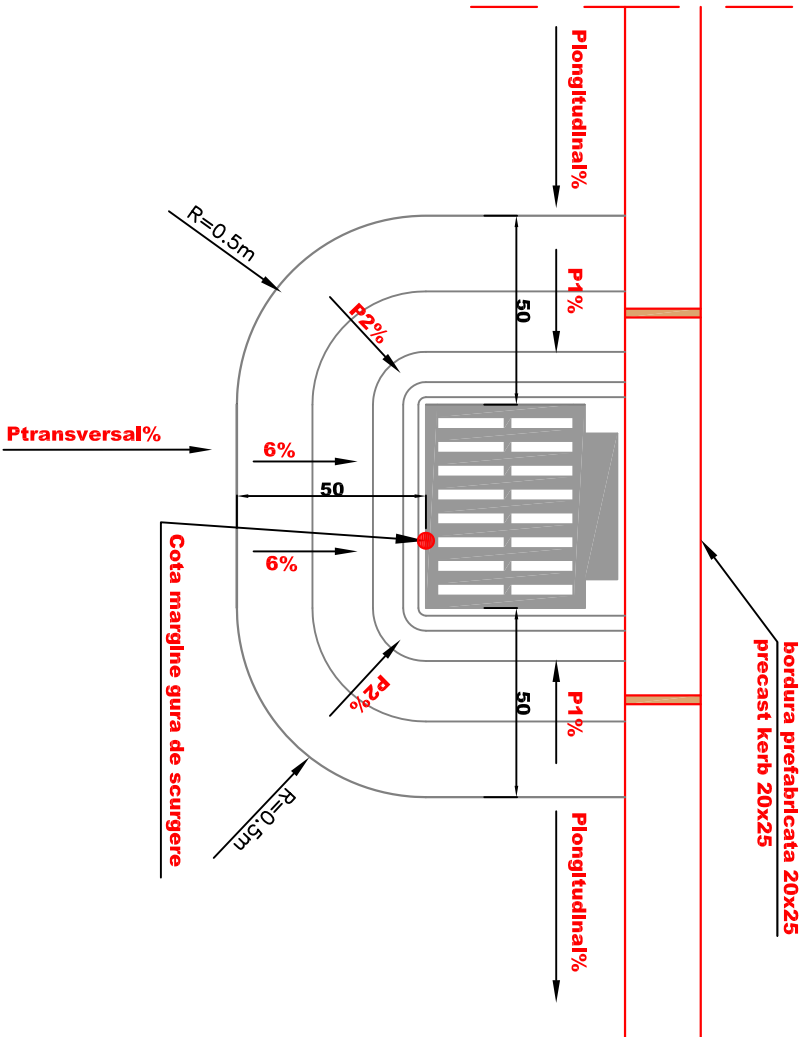 Plongitudinal%
R=0.5m
P1%
50
P2%
Ptransversal%
6%
50
6%
Cota margine gura de scurgere
bordura prefabricata 20x25
precast kerb 20x25
P2%
50
P1%
R=0.5m
Plongitudinal%